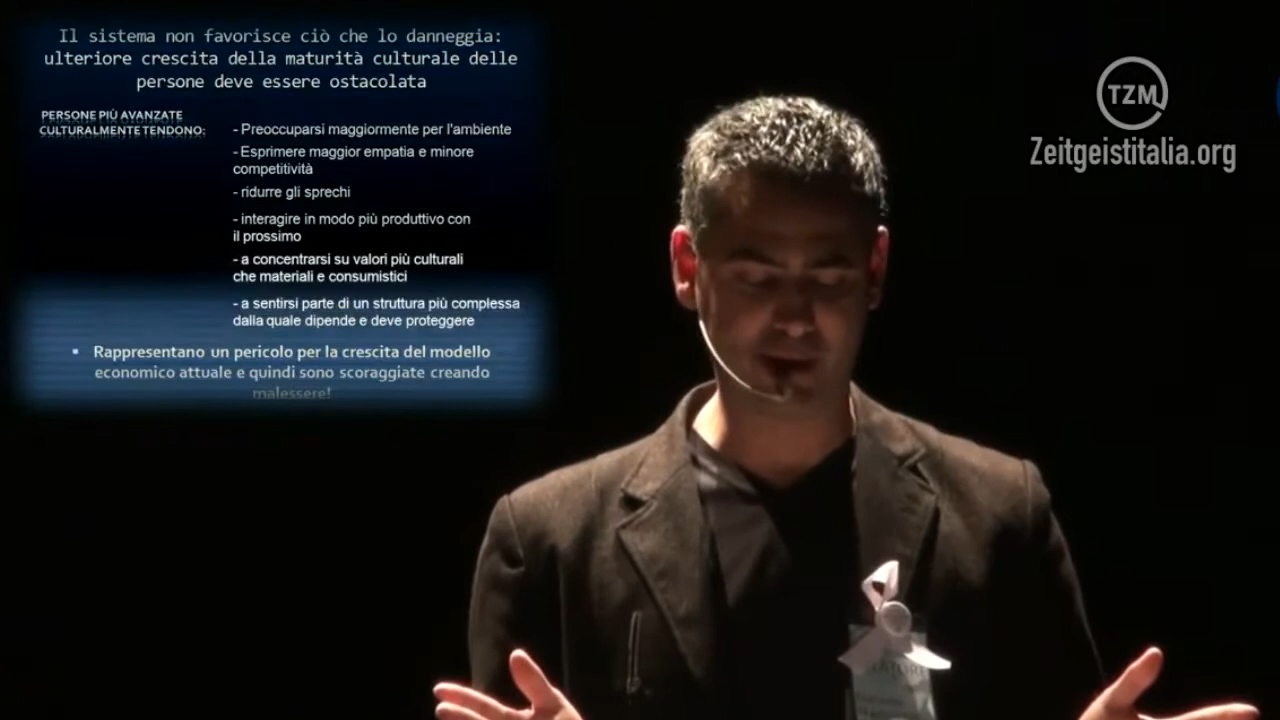 Il sistema non favorisce ciò che lo danneggia:
ulteriore crescita della maturità culturale delle
persone deve essere ostacolata
PERSONE PIÙ AVANZATE
CULTURALMENTE TENDONO:
- Preoccuparsi maggiormente per l'ambiente
- Esprimere maggior empatia e minore
competitività
- ridurre gli sprechi
- interagire in modo più produttivo con
il prossimo
- a concentrarsi su valori più culturali
che materiali e consumistici
- a sentirsi parte di un struttura più complessa
dalla quale dipende e deve proteggere
▪ Rappresentano un pericolo per la crescita del modello
economico attuale e quindi sono scoraggiate creando
malessere!
TZM
Zeitgeistitalia.org